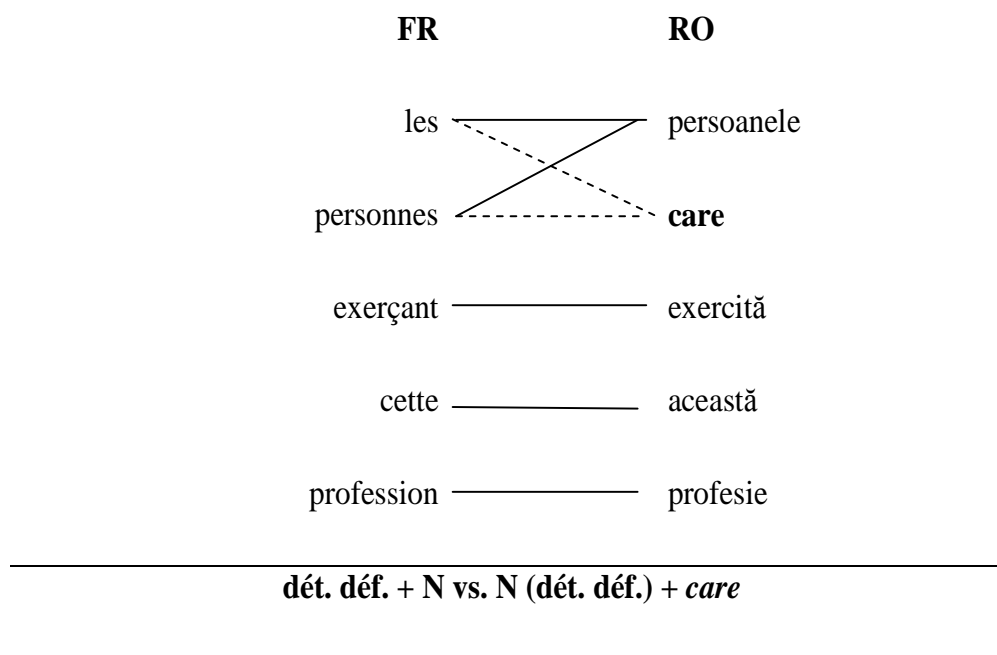 FR RO
les persoanele
personnes care
exerçant exercită
cette această
profession profesie
dét. déf. + N vs. N (dét. déf.) + care